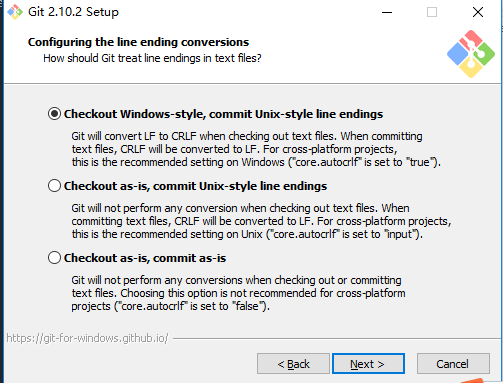 Git 2.10.2 Setup
Configuring the line ending conversions
How should Git treat line endings in text files?
Checkout Windows-style, commit Unix-style line endings
Git will convert LF to CRLF when checking out text files. When committing
text files, CRLF will be converted to LF. For cross-platform projects,
this is the recommended setting on Windows ("core.autocrlf" is set to "true").
Checkout as-is, commit Unix-style line endings
Git will not perform any conversion when checking out text files. When
committing text files, CRLF will be converted to LF. For cross-platform projects,
this is the recommended setting on Unix ("core.autocrlf" is set to "input").
Checkout as-is, commit as-is
Git will not perform any conversions when checking out or committing
text files. Choosing this option is not recommended for cross-platform
projects ("core.autocrlf" is set to "false").
https://git-for-windows.github.io/
< Back Next > Cancel